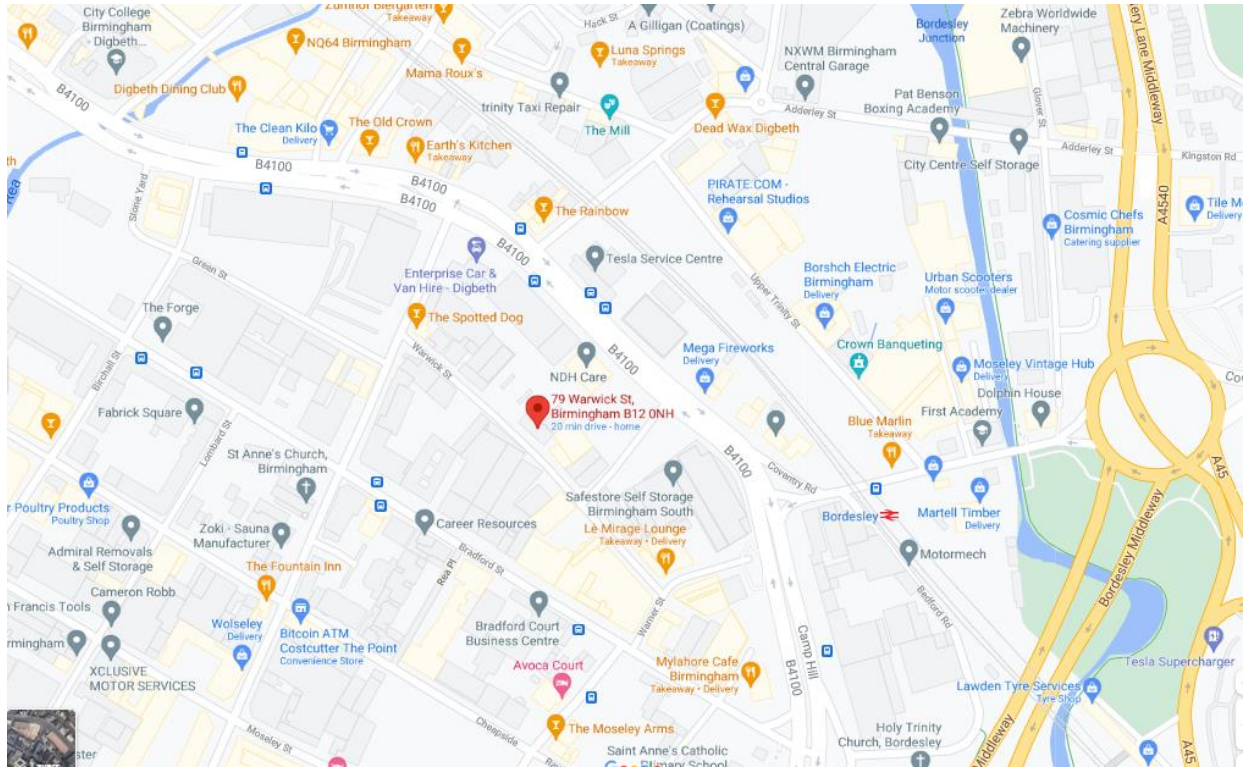 City College
Birmingham
- Digbeth...
Zumhof Biergarten
Takeaway
NQ64 Birmingham
Mama Roux's
Hack St
A Gilligan (Coatings)
Luna Springs
Takeaway
Bordesley
Junction
Zebra Worldwide
Machinery
NXWM Birmingham
Central Garage
Lane Middleway
Digbeth Dining Club
trinity Taxi Repair
The Mill
Dead Wax Digbeth
Adderley St
Pat Benson
Boxing Academy
Glover St
B4100
The Clean Kilo
Delivery
The Old Crown
Earth's Kitchen
Takeaway
City Centre Self Storage
Adderley St
Kingston Rd
B4100
B4100
B4100
Rea
Stone Yard
PIRATE.COM -
Rehearsal Studios
A4540
The Rainbow
Cosmic Chefs
Birmingham
Catering supplier
Delivery
B4100
Tesla Service Centre
Enterprise Car &
Van Hire - Digbeth
Green St
Upper Trinity St
Borshch Electric
Birmingham
Delivery
Urban Scooters
Motor scooter dealer
The Forge
The Spotted Dog
Birchall St
Warwick St
B4100
Mega Fireworks
Delivery
Crown Banqueting
Moseley Vintage Hub
Delivery
NDH Care
Dolphin House
79 Warwick St,
Birmingham B12 0NH
20 min drive - home
First Academy
Fabrick Square
Lombard St
Blue Marlin
Takeaway
A45
St Anne's Church,
Birmingham
B4100
Coventry Rd
Poultry Products
Poultry Shop
Safestore Self Storage
Birmingham South
Bordesley
Martell Timber
Delivery
Zoki - Sauna
Manufacturer
Career Resources
Le Mirage Lounge
Takeaway • Delivery
Admiral Removals
& Self Storage
Bradford St
Motormech
Bordesley Middleway
The Fountain Inn
Rea Pl
Cameron Robb
Francis Tools
Bedford Rd
Wolseley
Delivery
Bitcoin ATM
Costcutter The Point
Convenience Store
Bradford Court
Business Centre
Warner St
Camp Hill
XCLUSIVE
MOTOR SERVICES
Avoca Court
Mylahore Cafe
Birmingham
Takeaway • Delivery
B4100
Tesla Supercharger
Lawden Tyre Services
Tyre Shop
Moseley St
Cheapside
The Moseley Arms
Holy Trinity
Church, Bordesley
Middleway
A45
Saint Anne's Catholic
Primary School